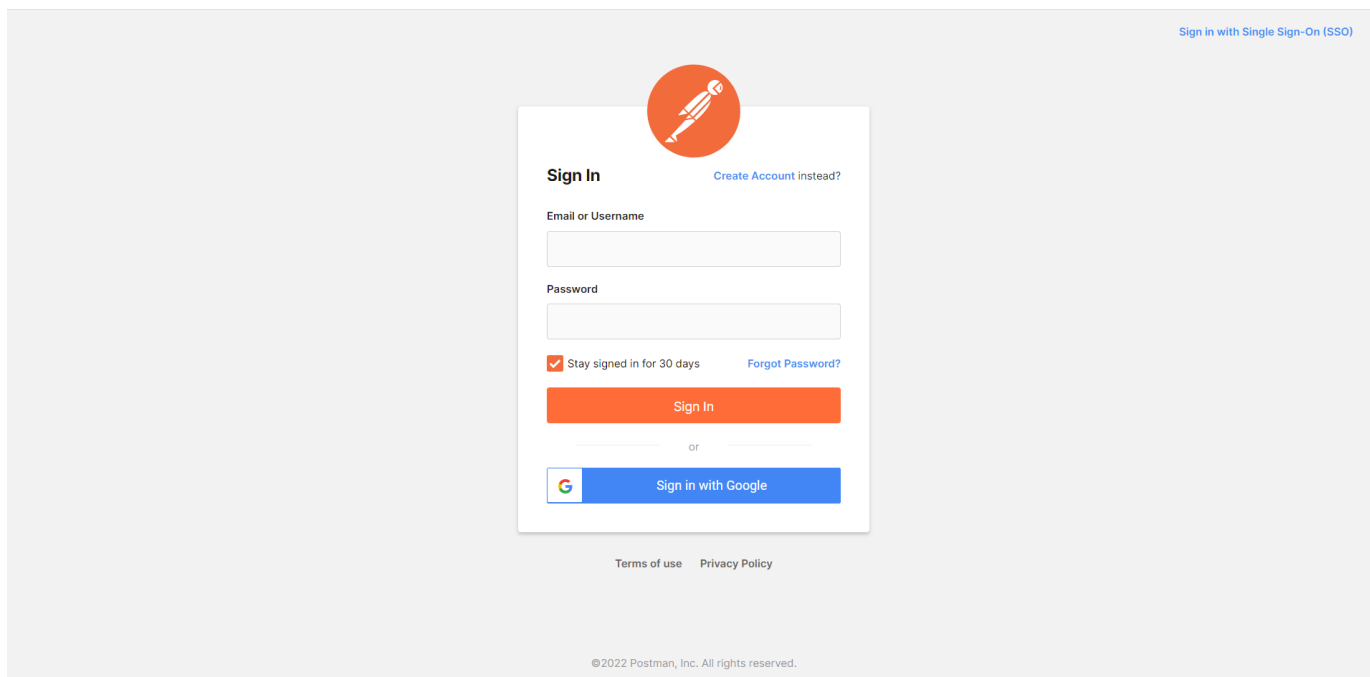 Sign in with Single Sign-On (SSO)
Sign In
Create Account instead?
Email or Username
Password
Stay signed in for 30 days
Forgot Password?
Sign In
or
Sign in with Google
Terms of use
Privacy Policy
©2022 Postman, Inc. All rights reserved.